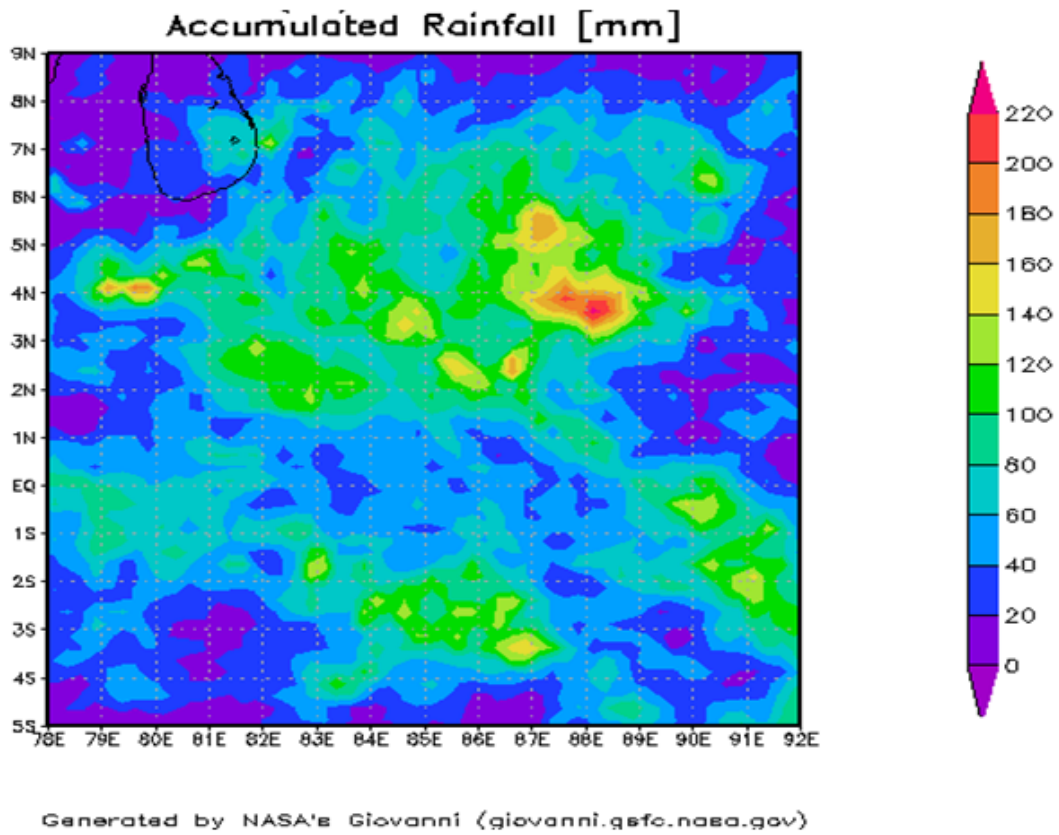 Accumulated Rainfall [mm]
9N
8N
7N
6N
5N
4N
3N
2N
1N
EQ
1S
2S
3S
4S
5S
78E 79E 80E 81E 82E 83E 84E 85E 86E 87E 88E 89E 90E 91E 92E
220
200
180
160
140
120
100
80
60
40
20
0
Generated by NASA's Giovanni (giovanni.gsfc.nasa.gov)